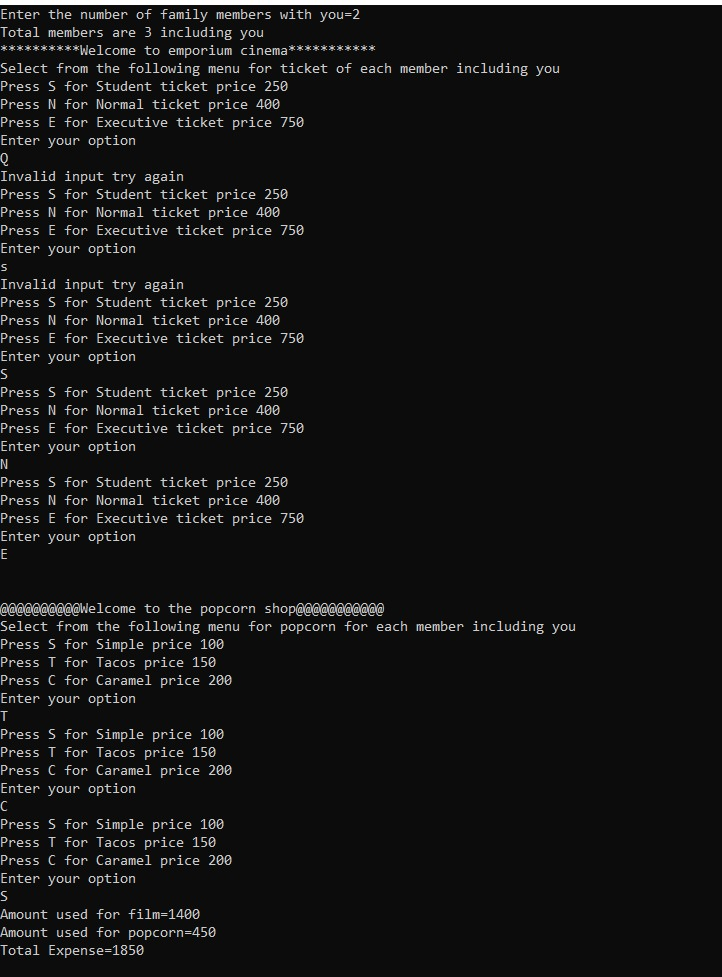 Enter the number of family members with you=2
Total members are 3 including you
**********Welcome to emporium cinema***********
Select from the following menu for ticket of each member including you
Press S for Student ticket price 250
Press N for Normal ticket price 400
Press E for Executive ticket price 750
Enter your option
Q
Invalid input try again
Press S for Student ticket price 250
Press N for Normal ticket price 400
Press E for Executive ticket price 750
Enter your option
s
Invalid input try again
Press S for Student ticket price 250
Press N for Normal ticket price 400
Press E for Executive ticket price 750
Enter your option
S
Press S for Student ticket price 250
Press N for Normal ticket price 400
Press E for Executive ticket price 750
Enter your option
N
Press S for Student ticket price 250
Press N for Normal ticket price 400
Press E for Executive ticket price 750
Enter your option
E
@@@@@@@@@@Welcome to the popcorn shop@@@@@@@@@@@
Select from the following menu for popcorn for each member including you
Press S for Simple price 100
Press T for Tacos price 150
Press C for Caramel price 200
Enter your option
T
Press S for Simple price 100
Press T for Tacos price 150
Press C for Caramel price 200
Enter your option
C
Press S for Simple price 100
Press T for Tacos price 150
Press C for Caramel price 200
Enter your option
S
Amount used for film=1400
Amount used for popcorn=450
Total Expense=1850